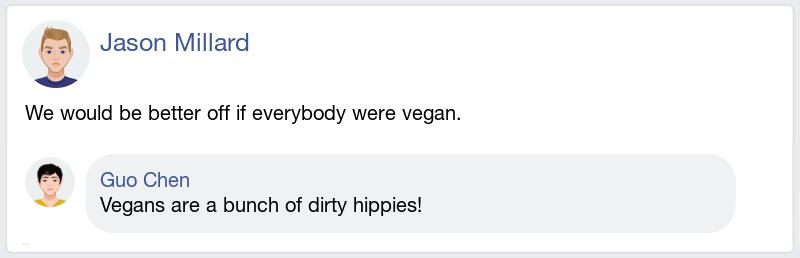 Jason Millard
We would be better off if everybody were vegan.
Guo Chen
Vegans are a bunch of dirty hippies!